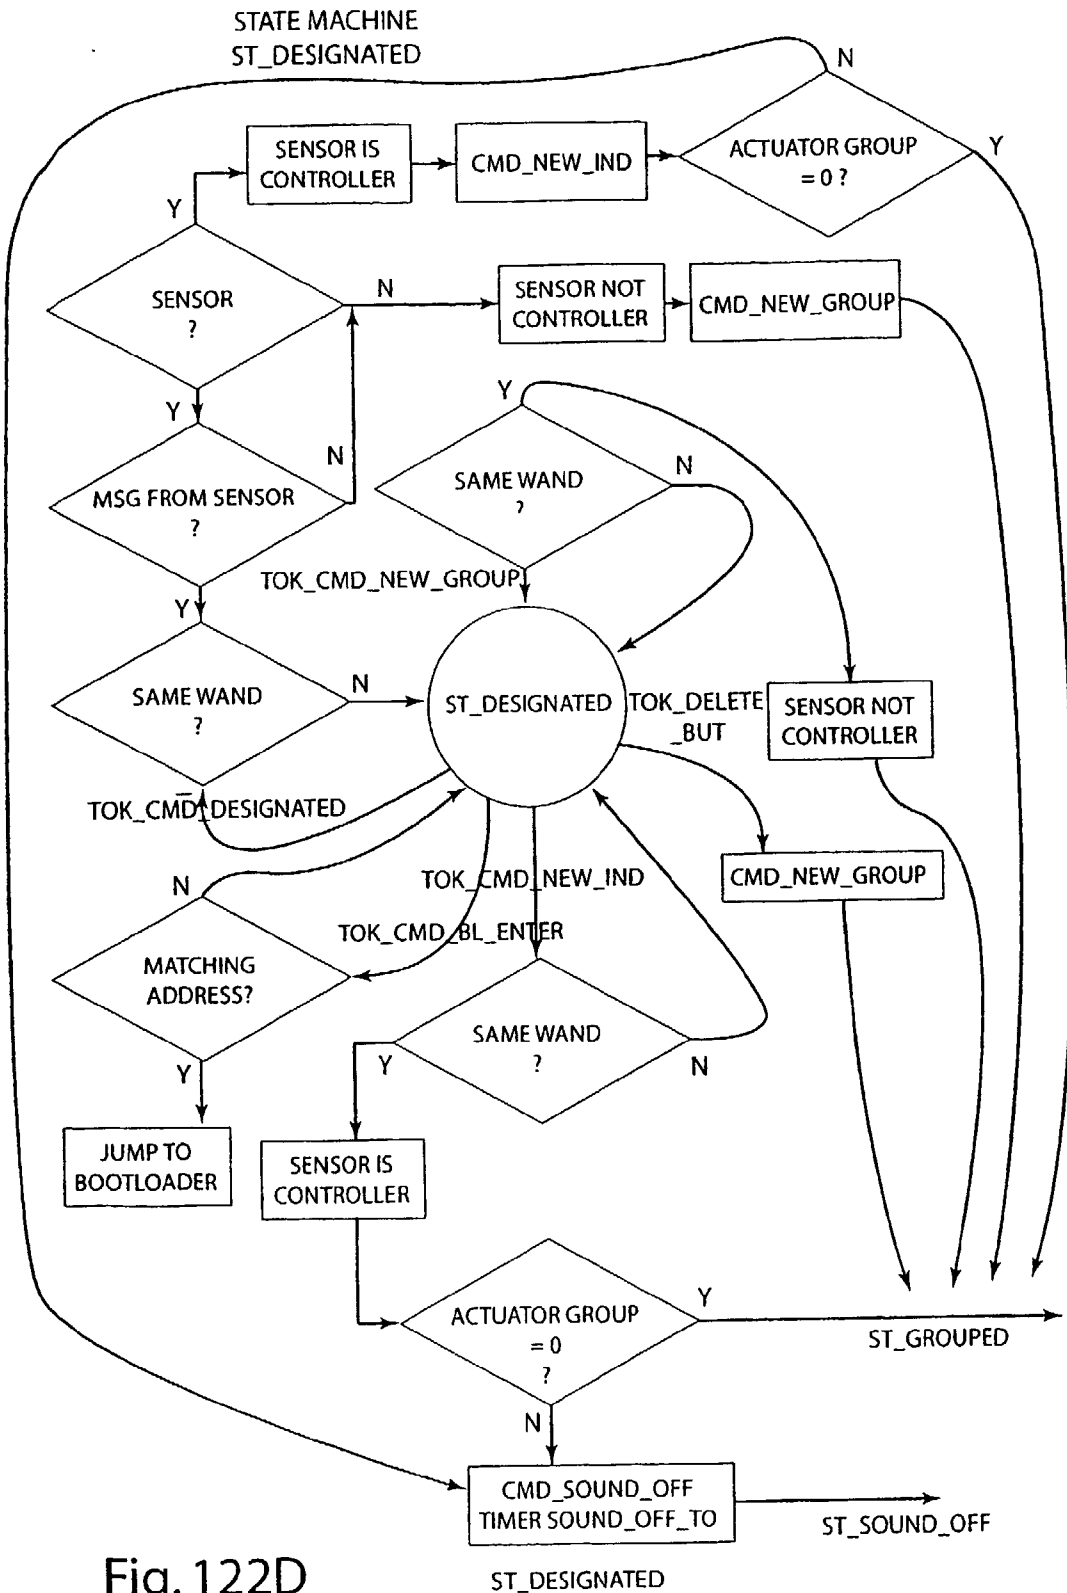 STATE MACHINE
ST_DESIGNATED
N
SENSOR IS
CONTROLLER
CMD_NEW_IND
ACTUATOR GROUP
= 0 ?
Y
Y
SENSOR
?
N
SENSOR NOT
CONTROLLER
CMD_NEW_GROUP
Y
MSG FROM SENSOR
?
N
Y
SAME WAND
?
N
TOK_CMD_NEW_GROUP
Y
SAME WAND
?
N
ST_DESIGNATED
TOK_DELETE
_BUT
SENSOR NOT
CONTROLLER
TOK_CMD_DESIGNATED
CMD_NEW_GROUP
TOK_CMD_NEW_IND
N
TOK_CMD_BL_ENTER
MATCHING
ADDRESS?
SAME WAND
?
Y
N
Y
JUMP TO
BOOTLOADER
SENSOR IS
CONTROLLER
ACTUATOR GROUP
= 0
?
Y
ST_GROUPED
N
CMD_SOUND_OFF
TIMER SOUND_OFF_TO
ST_SOUND_OFF
Fig. 122D
ST_DESIGNATED